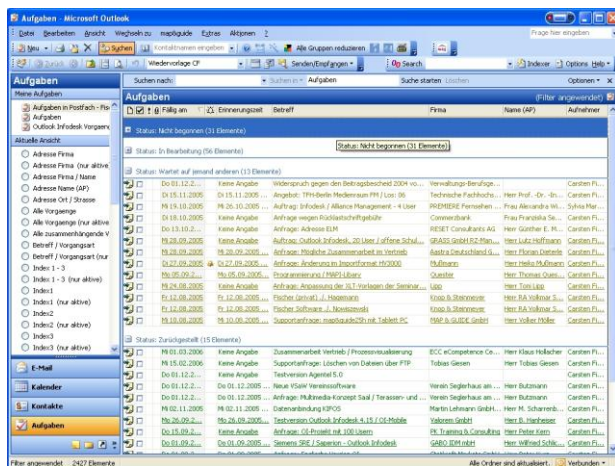 Aufgaben - Microsoft Outlook
Datei Bearbeiten Ansicht Wechseln zu map&guide Extras Aktionen ?
Frage hier eingeben
Neu Suchen Kontaktnamen eingeben Alle Gruppen reduzieren
Zurück Wiedervorlage CF Senden/Empfangen Search Indexer Options Help
Aufgaben
Suchen nach: Suchen in Aufgaben Suche starten Löschen Optionen
Meine Aufgaben
Aufgaben in Postfach - Fis
Aufgaben
Outlook Infodesk Vorgaen
Aktuelle Ansicht
Adresse Firma
Adresse Firma (nur aktive
Adresse Firma / Name
Adresse Name (AP)
Adresse Ort / Strasse
Alle Vorgaenge
Alle Vorgaenge (nur aktive
Alle zusammenhängende V
Betreff / Vorgangsart
Betreff / Vorgangsart
Index 1 - 3
Index 1 - 3 (nur aktive)
Index1
Index1 (nur aktive)
Index2
Index2 (nur aktive)
Index3
Index3 (nur aktive)
E-Mail
Kalender
Kontakte
Aufgaben
Aufgaben (Filter angewendet)
Fällig am Erinnerungszeit Betreff Firma Name (AP) Aufnehmer
Status: Nicht begonnen (31 Elemente)
Status: Nicht begonnen (31 Elemente)
Status: In Bearbeitung (56 Elemente)
Status: Wartet auf jemand anderen (13 Elemente)
Do 01.12.2... Keine Angabe Widerspruch gegen den Beitragsbescheid 2004 vo... Verwaltungs-Berufsge... Carsten Fi...
Di 15.11.2005 Keine Angabe Angebot: TFH-Berlin Medienraum FM / Los: 06 Technische Fachhochs... Herr Prof. -Dr. -In... Carsten Fi...
Mi 19.10.2005 Mi 26.10.2005 ... Auftrag: Infodesk / Alliance Management - 4 User PREMIERE Fernsehen ... Frau Alexandra Wi... Sylvia Mar...
Di 18.10.2005 Keine Angabe Anfrage wegen Rücklastschriftgebühr Commerzbank Frau Franziska Se... Carsten Fi...
Do 13.10.2... Keine Angabe Anfrage: Adresse ELM RESET Consultants AG Herr Günther E. M... Carsten Fi...
Mi 28.09.2005 Keine Angabe Auftrag: Outlook Infodesk, 20 User / offene Schul... GRASS GmbH RZ-Man... Herr Lutz Hoffmann Carsten Fi...
Mi 28.09.2005 Mi 20.09.2005 ... Anfrage: Mögliche Zusammenarbeit im Vertrieb Aastra Deutschland G... Herr Florian Dieterle Carsten Fi...
Di 27.09.2005 Di 27.09.2005 ... Anfrage: Änderung in Importformat HV3000 Mußmann Herr Heiko Mußmann Carsten Fi...
Mo 05.09.2... Mo 05.09.2005 ... Programmierung / MAPI-Libary Quester Herr Thomas Ques... Carsten Fi...
Mi 24.08.2005 Keine Angabe Anfrage: Anpassung der XLT-Vorlagen der Seminar... Lipp Herr Tom Lipp Carsten Fi...
Fr 12.08.2005 Fr 12.08.2005 ... Fischer (privat) J. Hagemann Knop & Steinmeyer Herr RA Volkmar S... Carsten Fi...
Fr 12.08.2005 Fr 12.08.2005 ... Fischer Software J. Nowiszewski Knop & Steinmeyer Herr RA Volkmar S... Carsten Fi...
Mi 10.08.2005 Mi 10.08.2005 ... Supportanfrage: map&guide25h mit Tablett PC MAP & GUIDE GmbH Herr Volker Möller Carsten Fi...
Status: Zurückgestellt (15 Elemente)
Mi 01.03.2006 Keine Angabe Zusammenarbeit Vertrieb / Prozessvisualisierung ECC eCompetence Co... Herr Klaus Hollacher Carsten Fi...
Mi 15.02.2006 Keine Angabe Supportanfrage: Löschen von Dateien über FTP Tobias Giesen Herr Tobias Giesen Carsten Fi...
Do 01.12.2... Keine Angabe Testversion Agentel 5.0 Carsten Fi...
Do 01.12.2... Keine Angabe Neue VSaW Vereinssoftware Verein Seglerhaus am ... Herr Butzmann Carsten Fi...
Do 01.12.2... Do 01.12.2005 ... Anfrage: Multimedia-Konzept Saal / Terassen- und ... Verein Seglerhaus am ... Herr Butzmann Carsten Fi...
Mi 02.11.2005 Mi 02.11.2005 ... Datenanbindung KIPOS Martin Lehmann GmbH... Herr M. Scharrenb... Carsten Fi...
Mo 26.09.2... Mo 26.09.2005 ... Testversion Outlook Infodesk 4.15 / OI-Mobile Valorem GmbH Herr B. Hanheiser Carsten Fi...
Do 15.09.2... Keine Angabe Anfrage: OI-Projekt mit 100 Usern PK Training & Consulting Herr Peter Kern Carsten Fi...
Do 01.09.2... Do 01.09.2005 ... Siemens SRE / Saperion - Outlook Infodesk GABO IDM mbH Herr Wilfried Schlic... Carsten Fi...
Filter angewendet 2427 Elemente Alle Ordner sind aktualisiert. Verbunden